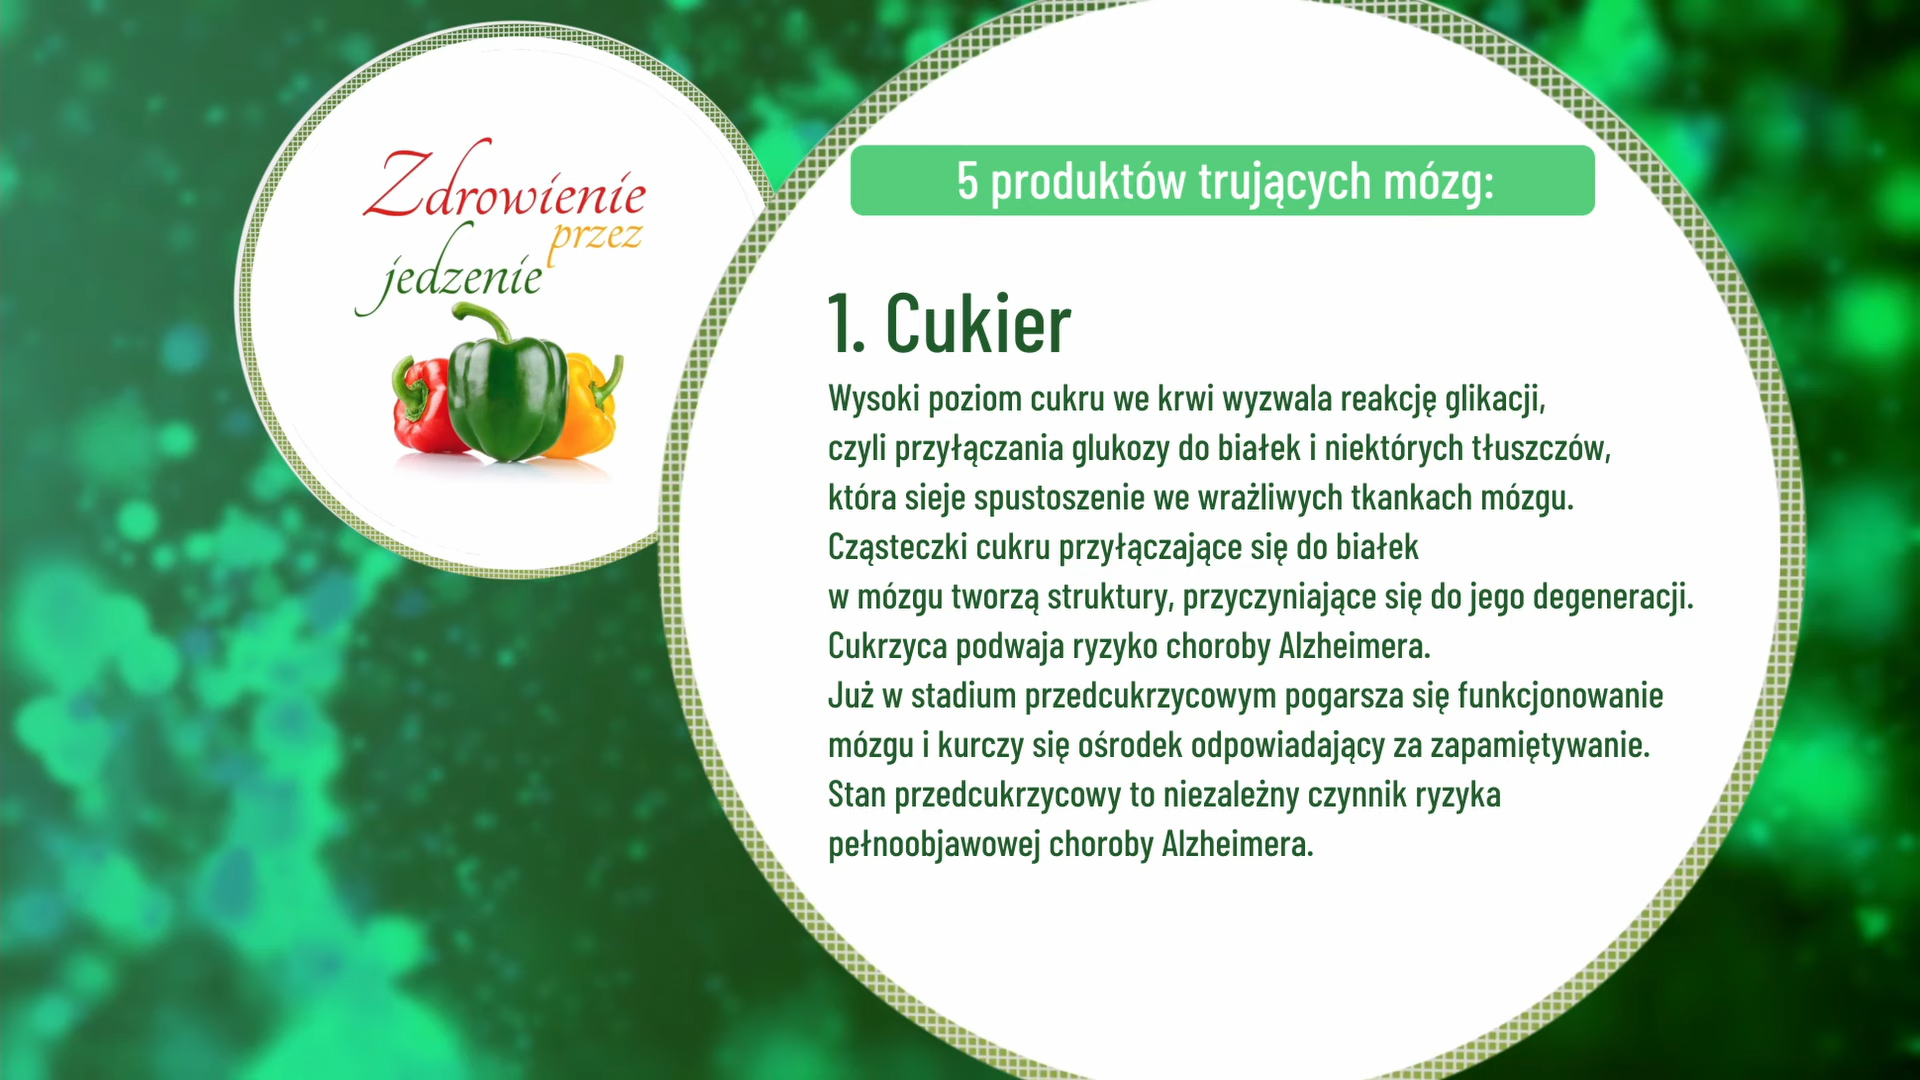 Zdrowienie
przez
jedzenie
5 produktów trujących mózg:
1. Cukier
Wysoki poziom cukru we krwi wyzwala reakcję glikacji,
czyli przyłączania glukozy do białek i niektórych tłuszczów,
która sieje spustoszenie we wrażliwych tkankach mózgu.
Cząsteczki cukru przyłączające się do białek
w mózgu tworzą struktury, przyczyniające się do jego degeneracji.
Cukrzyca podwaja ryzyko choroby Alzheimera.
Już w stadium przedcukrzycowym pogarsza się funkcjonowanie
mózgu i kurczy się ośrodek odpowiadający za zapamiętywanie.
Stan przedcukrzycowy to niezależny czynnik ryzyka
pełnoobjawowej choroby Alzheimera.